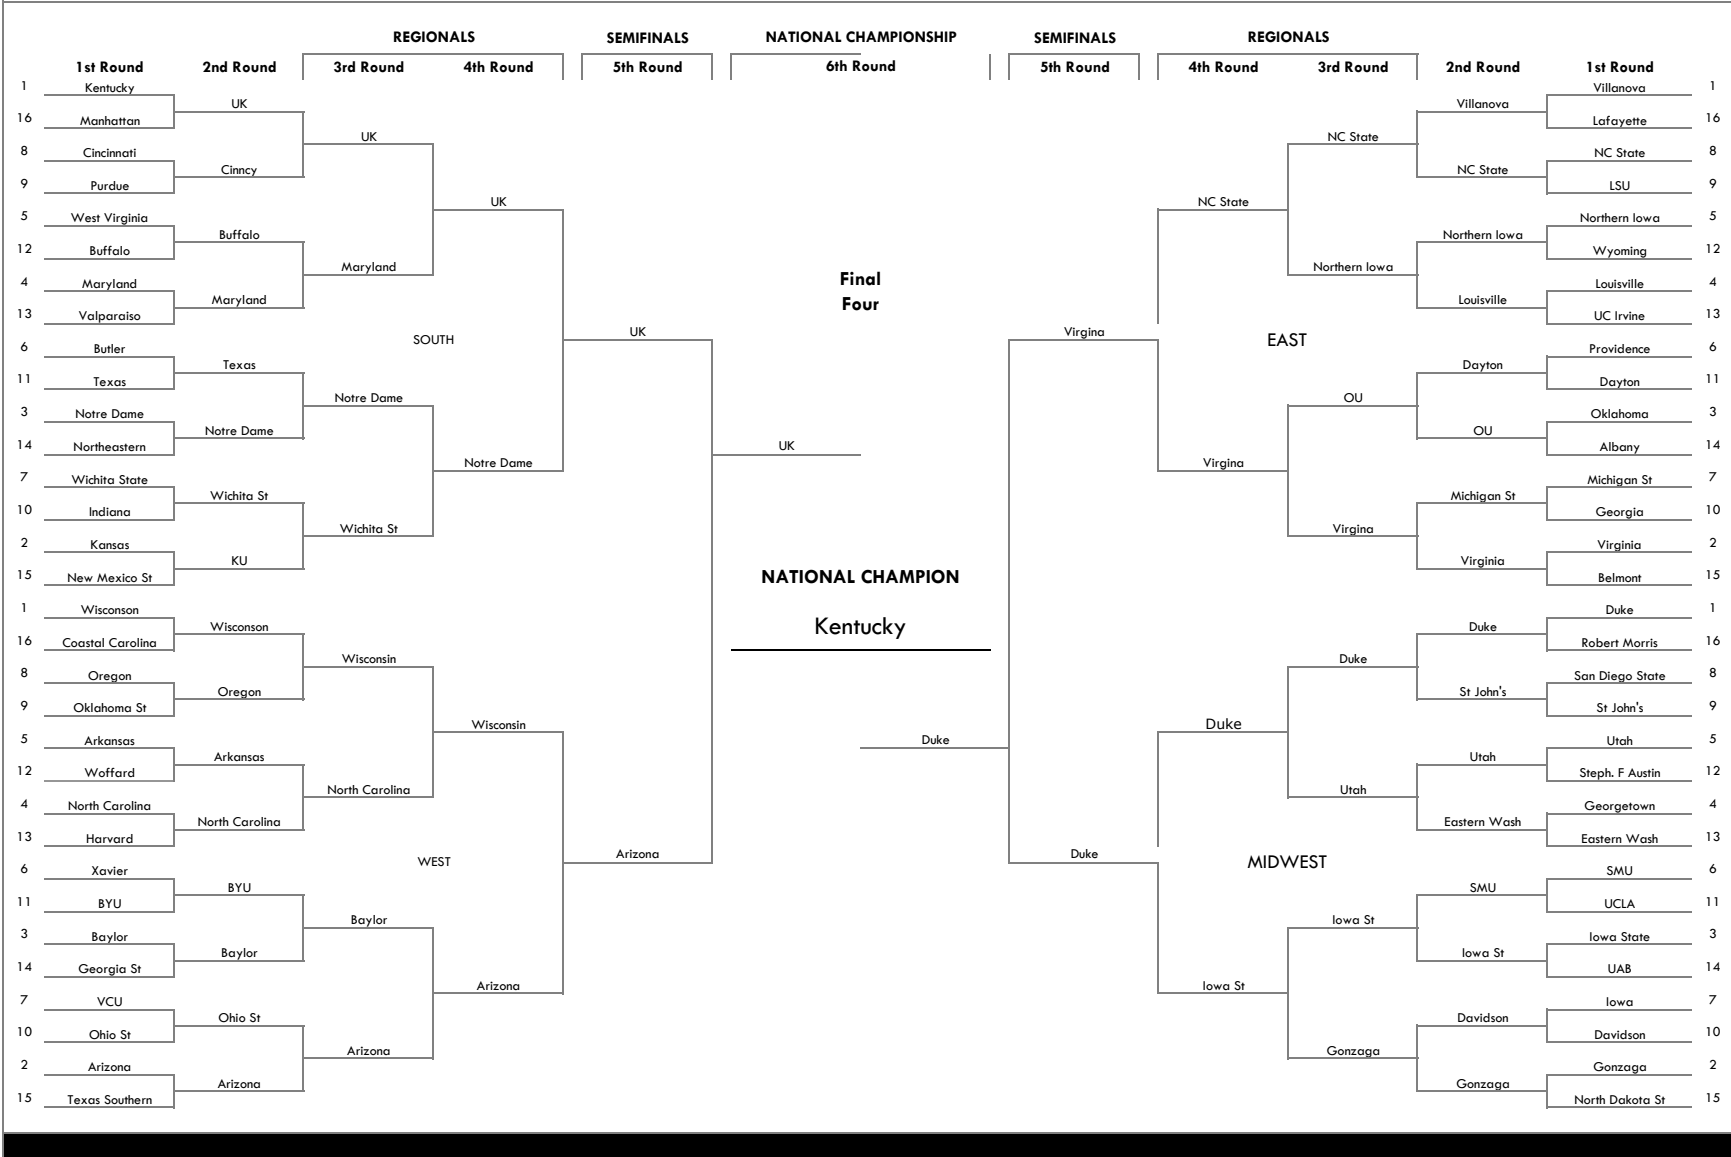 REGIONALS SEMIFINALS NATIONAL CHAMPIONSHIP SEMIFINALS REGIONALS
1st Round 2nd Round 3rd Round 4th Round 5th Round 6th Round 5th Round 4th Round 3rd Round 2nd Round 1st Round
1 Kentucky Villanova 1
UK Villanova
16 Manhattan Lafayette 16
UK NC State
8 Cincinnati NC State 8
Cinncy NC State
9 Purdue LSU 9
UK NC State
5 West Virginia Northern Iowa 5
Buffalo Northern Iowa
12 Buffalo Wyoming 12
Maryland Northern Iowa
Final
4 Maryland Louisville 4
Maryland Louisville
Four
13 Valparaiso UC Irvine 13
UK Virgina
SOUTH EAST
6 Butler Providence 6
Texas Dayton
11 Texas Dayton 11
Notre Dame OU
3 Notre Dame Oklahoma 3
Notre Dame OU
14 Northeastern UK Albany 14
Notre Dame Virgina
7 Wichita State Michigan St 7
Wichita St Michigan St
10 Indiana Georgia 10
Wichita St Virgina
2 Kansas Virginia 2
KU Virginia
15 New Mexico St NATIONAL CHAMPION Belmont 15
1 Wisconson Duke 1
Wisconson Kentucky Duke
16 Coastal Carolina Robert Morris 16
Wisconsin Duke
8 Oregon San Diego State 8
Oregon St John's
9 Oklahoma St St John's 9
Wisconsin Duke
5 Arkansas Duke Utah 5
Arkansas Utah
12 Woffard Steph. F Austin 12
North Carolina Utah
4 North Carolina Georgetown 4
North Carolina Eastern Wash
13 Harvard Eastern Wash 13
Arizona Duke
WEST MIDWEST
6 Xavier SMU 6
BYU SMU
11 BYU UCLA 11
Baylor Iowa St
3 Baylor Iowa State 3
Baylor Iowa St
14 Georgia St UAB 14
Arizona Iowa St
7 VCU Iowa 7
Ohio St Davidson
10 Ohio St Davidson 10
Arizona Gonzaga
2 Arizona Gonzaga 2
Arizona Gonzaga
15 Texas Southern North Dakota St 15